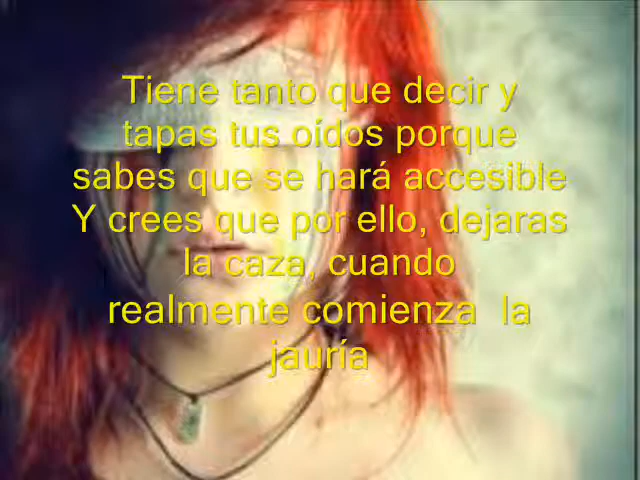 Tiene tanto que decir y
tapas tus oídos porque
sabes que se hará accesible
Y crees que por ello, dejaras
la caza, cuando
realmente comienza la
jauría